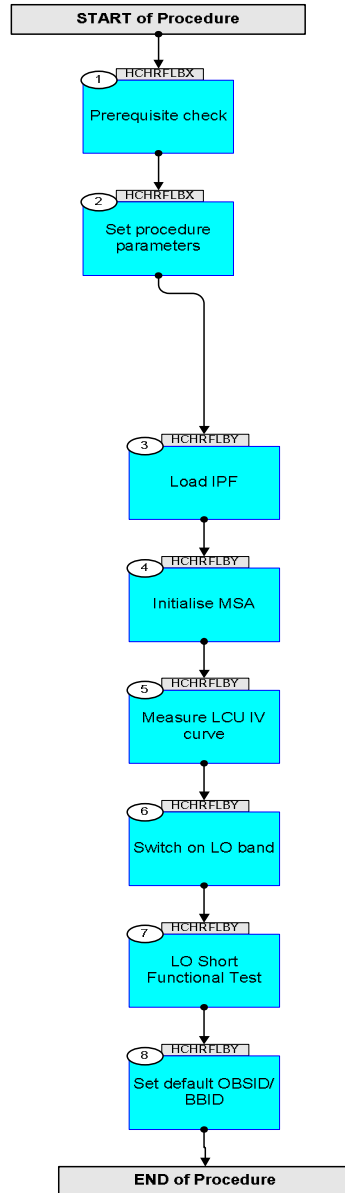 START of Procedure
HCHRFLBX
1
Prerequisite check
HCHRFLBX
2
Set procedure
parameters
HCHRFLBY
3
Load IPF
HCHRFLBY
4
Initialise MSA
HCHRFLBY
5
Measure LCU IV
curve
HCHRFLBY
6
Switch on LO band
HCHRFLBY
7
LO Short
Functional Test
HCHRFLBY
8
Set default OBSID/
BBID
END of Procedure